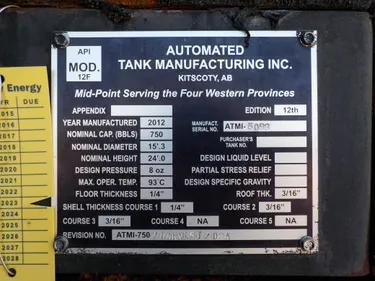 API
MOD.
12F
AUTOMATED
TANK MANUFACTURING INC.
KITSCOTY, AB
Mid-Point Serving the Four Western Provinces
APPENDIX
EDITION 12th
YEAR MANUFACTURED 2012
MANUFACT. SERIAL NO. ATMI-
NOMINAL CAP. (BBLS) 750
PURCHASER'S TANK NO.
NOMINAL DIAMETER 15'.3
NOMINAL HEIGHT 24'.0
DESIGN LIQUID LEVEL
DESIGN PRESSURE 8 oz
PARTIAL STRESS RELIEF
MAX. OPER. TEMP. 93°C
DESIGN SPECIFIC GRAVITY
FLOOR THICKNESS 1/4"
ROOF THK. 3/16"
SHELL THICKNESS COURSE 1 1/4"
COURSE 2 3/16"
COURSE 3 3/16"
COURSE 4 NA
COURSE 5 NA
REVISION NO. ATMI-750
Energy
YR DUE
2015
2016
2017
2018
2019
2020
2021
2022
2023
2024
2025
2026
2027
2028